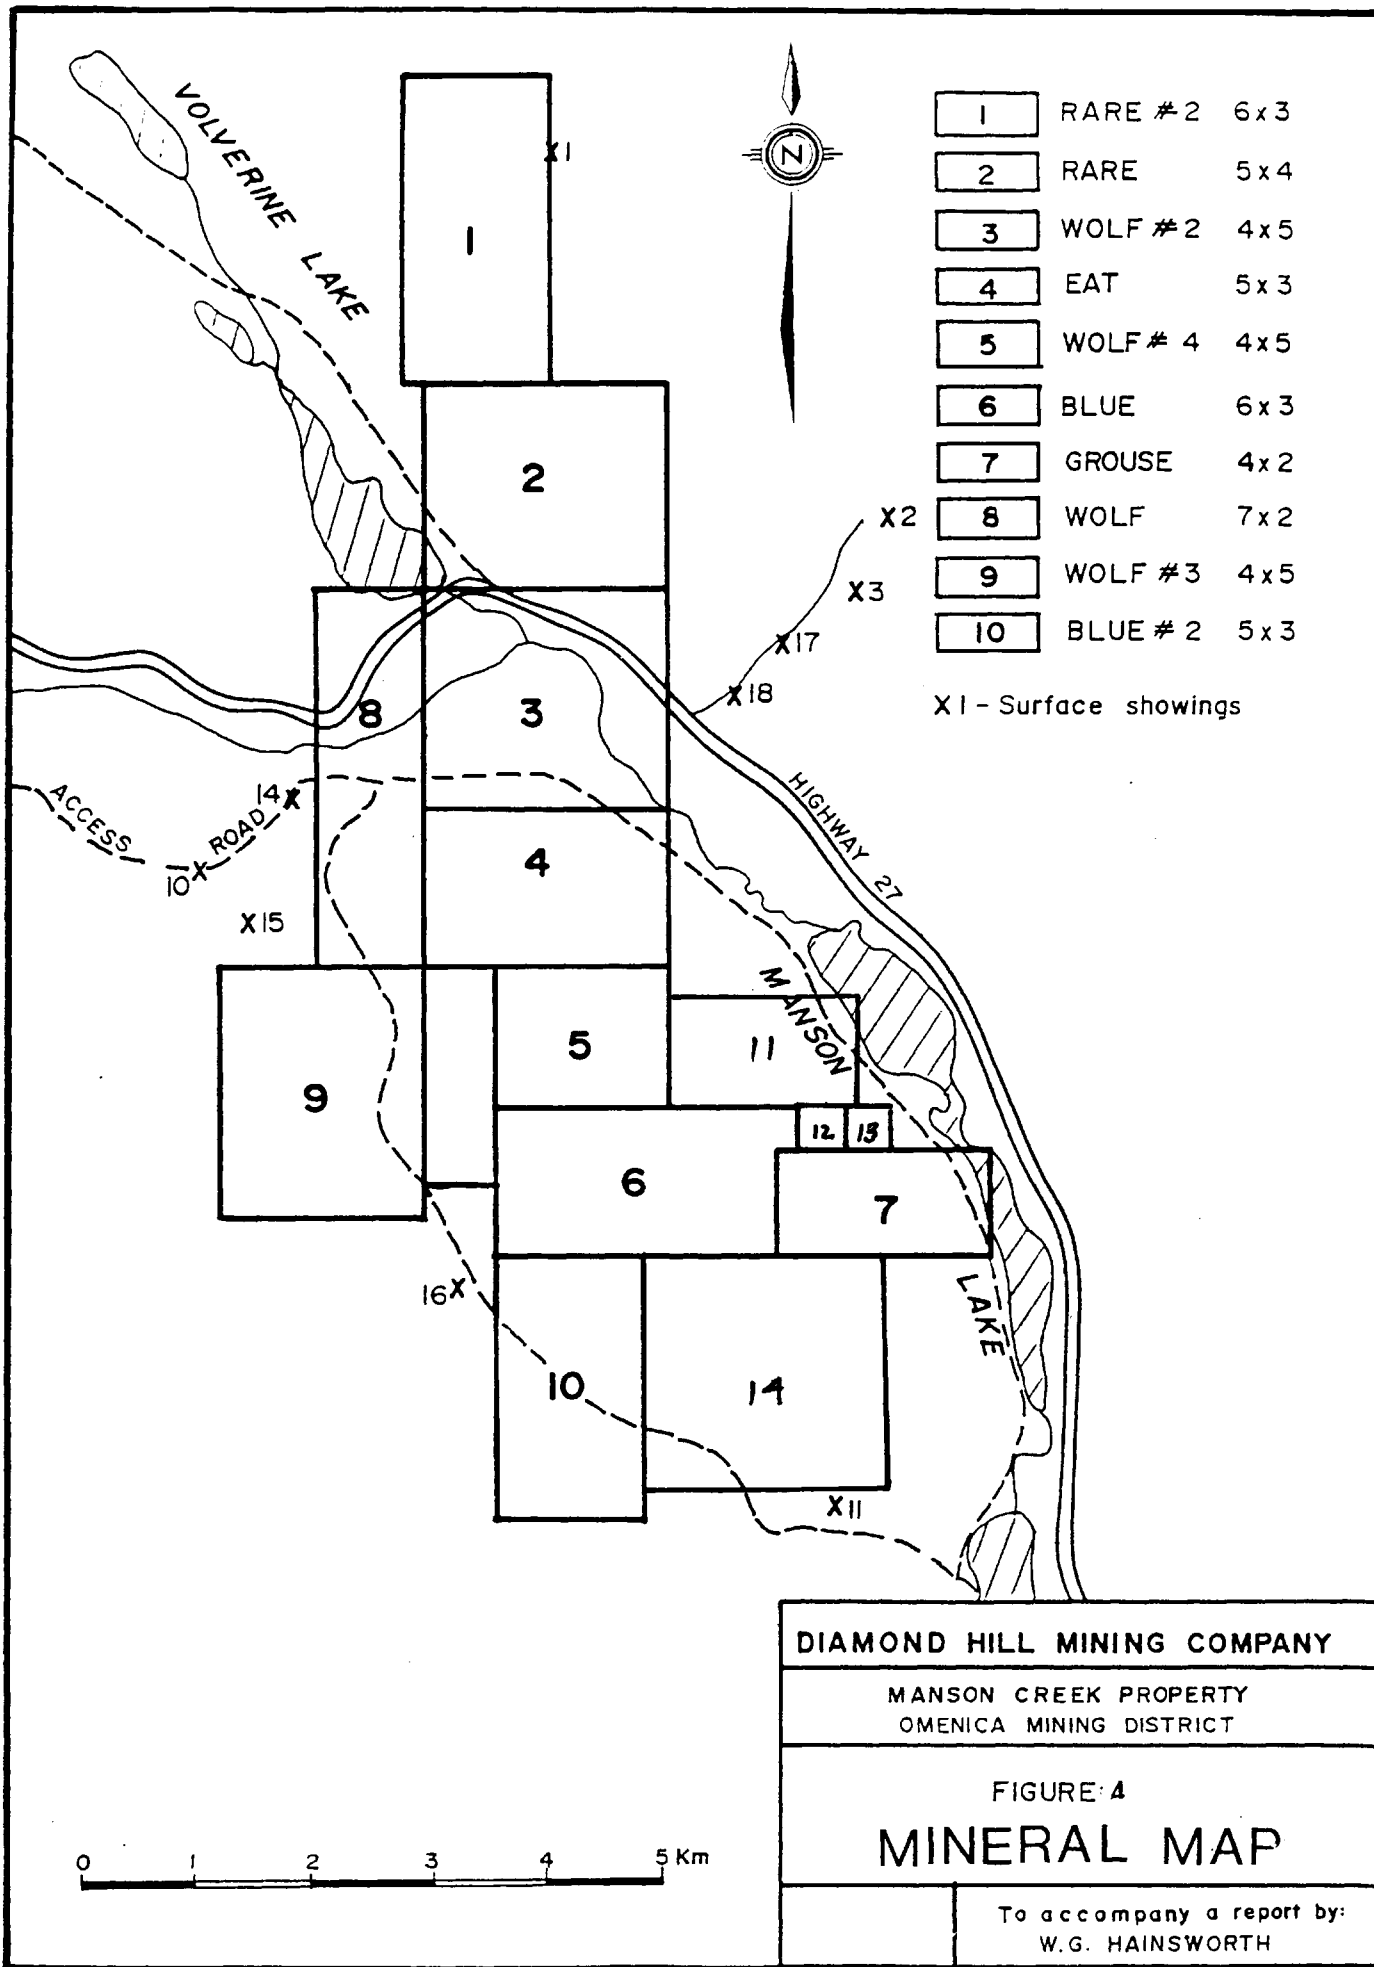 VOLVERINE LAKE
X1
N
1 RARE #2 6x3
2 RARE 5x4
3 WOLF #2 4x5
4 EAT 5x3
5 WOLF # 4 4x5
6 BLUE 6x3
7 GROUSE 4x2
8 WOLF 7x2
9 WOLF #3 4x5
10 BLUE # 2 5x3
X1 - Surface showings
1
2
X2
X3
X17
X18
8
3
HIGHWAY 27
ACCESS ROAD
14X
10X
X15
4
MANSON
5
11
9
12
13
6
7
16X
LAKE
10
14
X11
0 1 2 3 4 5 Km
DIAMOND HILL MINING COMPANY
MANSON CREEK PROPERTY
OMENICA MINING DISTRICT
FIGURE: 4
MINERAL MAP
To accompany a report by:
W.G. HAINSWORTH